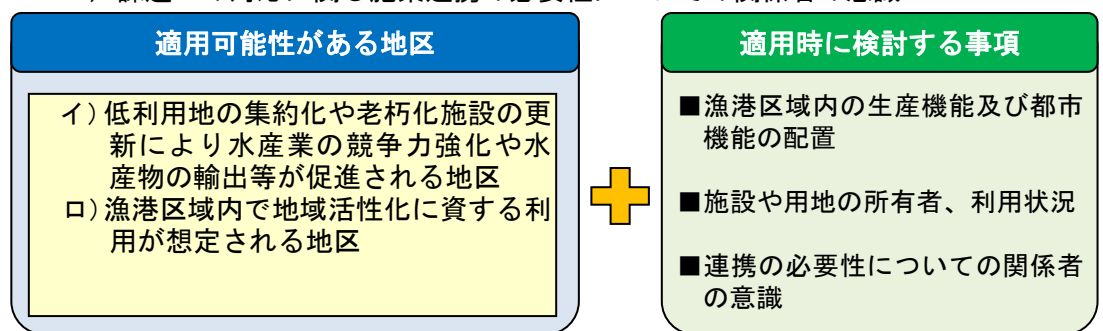 適用可能性がある地区
イ）低利用地の集約化や老朽化施設の更
新により水産業の競争力強化や水
産物の輸出等が促進される地区
ロ）漁港区域内で地域活性化に資する利
用が想定される地区
適用時に検討する事項
■漁港区域内の生産機能及び都市
機能の配置
■施設や用地の所有者、利用状況
■連携の必要性についての関係者
の意識